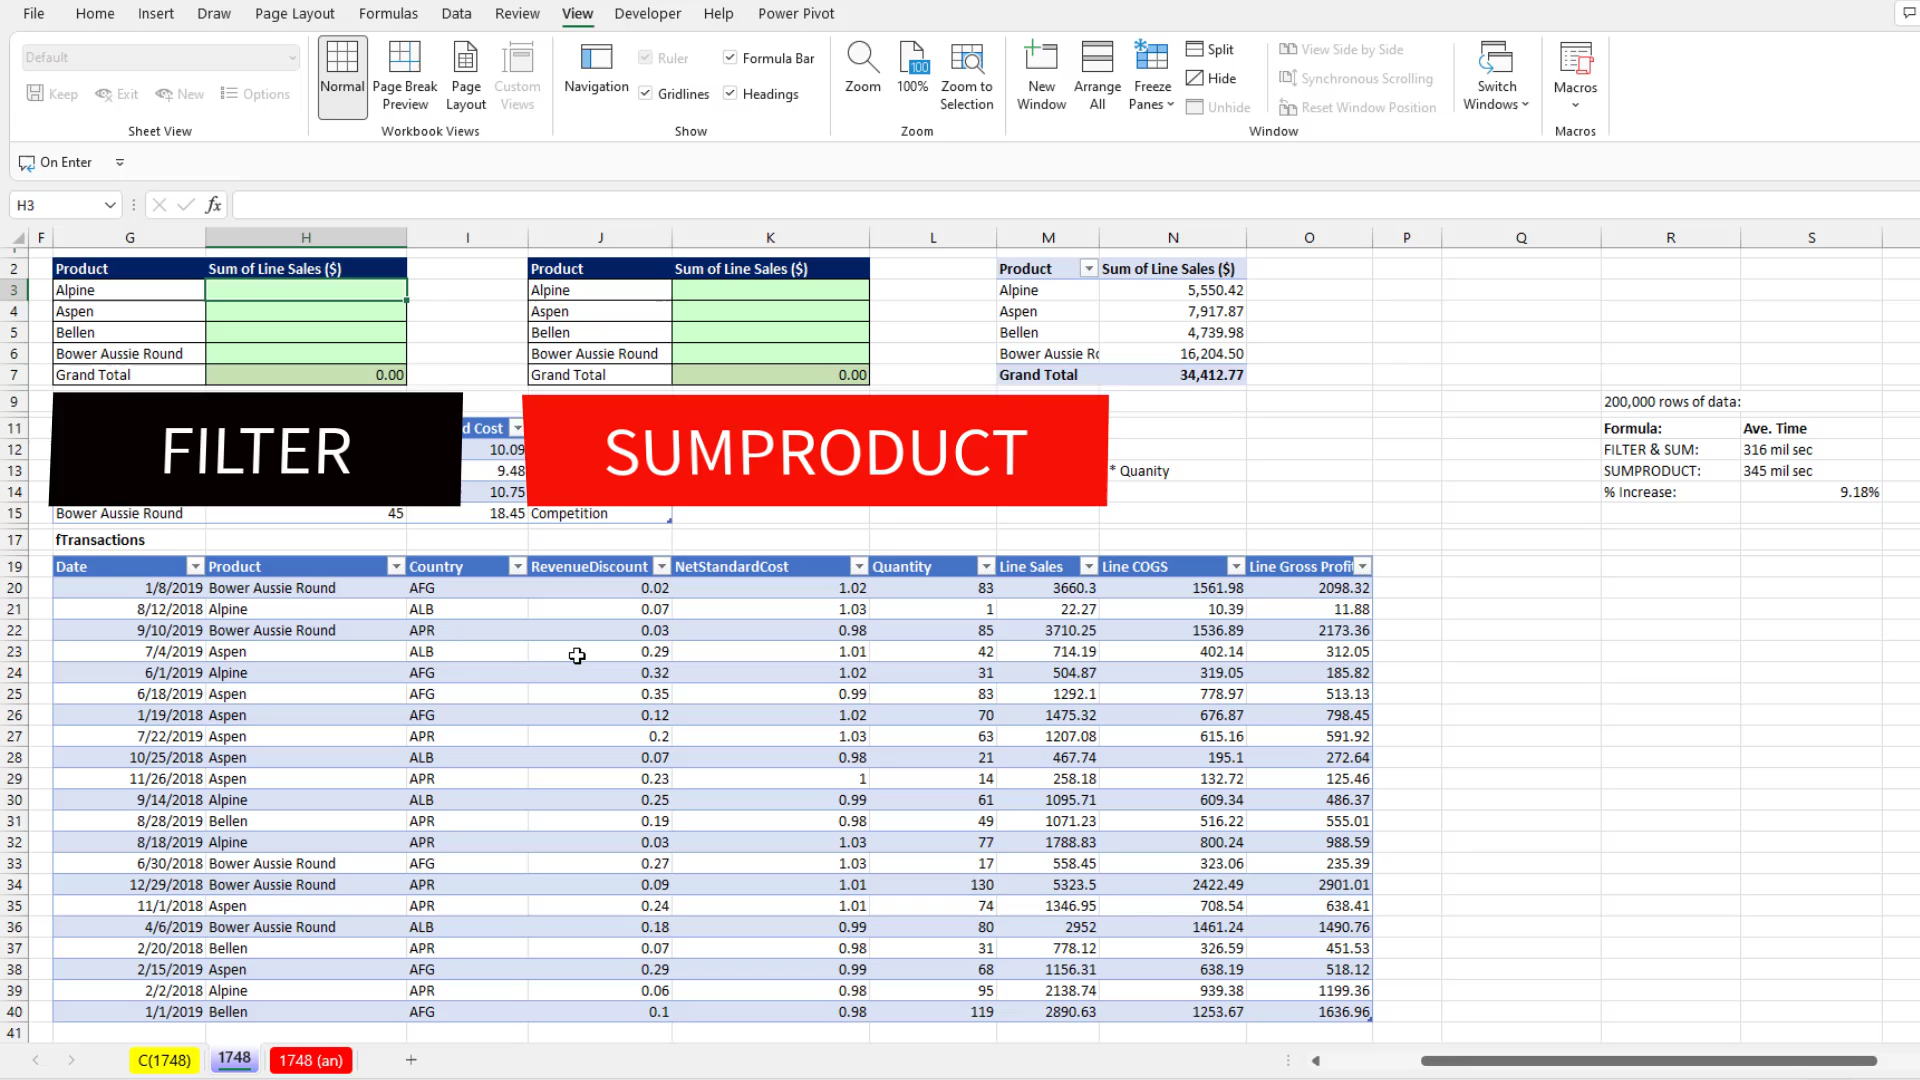 File Home Insert Draw Page Layout Formulas Data Review View Developer Help Power Pivot
Default
Keep Exit New Options
Sheet View
Normal
Page Break Preview
Page Layout
Custom Views
Workbook Views
Navigation
Ruler
Formula Bar
Gridlines
Headings
Show
Zoom
100
100%
Zoom to Selection
Zoom
New Window
Arrange All
Freeze Panes
Split
Hide
Unhide
View Side by Side
Synchronous Scrolling
Reset Window Position
Window
Switch Windows
Macros
Macros
On Enter
H3 fx
F G H I J K L M N O P Q R S
2 Product Sum of Line Sales ($) Product Sum of Line Sales ($) Product Sum of Line Sales ($)
3 Alpine Alpine Alpine 5,550.42
4 Aspen Aspen Aspen 7,917.87
5 Bellen Bellen Bellen 4,739.98
6 Bower Aussie Round Bower Aussie Round Bower Aussie Ro 16,204.50
7 Grand Total 0.00 Grand Total 0.00 Grand Total 34,412.77
9 200,000 rows of data:
11 d Cost Formula: Ave. Time
12 10.09 FILTER & SUM: 316 mil sec
13 9.48 * Quanity SUMPRODUCT: 345 mil sec
14 10.75 % Increase: 9.18%
FILTER
SUMPRODUCT
15 Bower Aussie Round 45 18.45 Competition
17 fTransactions
19 Date Product Country RevenueDiscount NetStandardCost Quantity Line Sales Line COGS Line Gross Profit
20 1/8/2019 Bower Aussie Round AFG 0.02 1.02 83 3660.3 1561.98 2098.32
21 8/12/2018 Alpine ALB 0.07 1.03 1 22.27 10.39 11.88
22 9/10/2019 Bower Aussie Round APR 0.03 0.98 85 3710.25 1536.89 2173.36
23 7/4/2019 Aspen ALB 0.29 1.01 42 714.19 402.14 312.05
24 6/1/2019 Alpine AFG 0.32 1.02 31 504.87 319.05 185.82
25 6/18/2019 Aspen AFG 0.35 0.99 83 1292.1 778.97 513.13
26 1/19/2018 Aspen AFG 0.12 1.02 70 1475.32 676.87 798.45
27 7/22/2019 Aspen APR 0.2 1.03 63 1207.08 615.16 591.92
28 10/25/2018 Aspen ALB 0.07 0.98 21 467.74 195.1 272.64
29 11/26/2018 Aspen APR 0.23 1 14 258.18 132.72 125.46
30 9/14/2018 Alpine ALB 0.25 0.99 61 1095.71 609.34 486.37
31 8/28/2019 Bellen APR 0.19 0.98 49 1071.23 516.22 555.01
32 8/18/2019 Alpine APR 0.03 1.03 77 1788.83 800.24 988.59
33 6/30/2018 Bower Aussie Round AFG 0.27 1.03 17 558.45 323.06 235.39
34 12/29/2018 Bower Aussie Round APR 0.09 1.01 130 5323.5 2422.49 2901.01
35 11/1/2018 Aspen APR 0.24 1.01 74 1346.95 708.54 638.41
36 4/6/2019 Bower Aussie Round ALB 0.18 0.99 80 2952 1461.24 1490.76
37 2/20/2018 Bellen APR 0.07 0.98 31 778.12 326.59 451.53
38 2/15/2019 Aspen AFG 0.29 0.99 68 1156.31 638.19 518.12
39 2/2/2018 Alpine APR 0.06 0.98 95 2138.74 939.38 1199.36
40 1/1/2019 Bellen AFG 0.1 0.98 119 2890.63 1253.67 1636.96
41
C(1748) 1748 1748 (an)